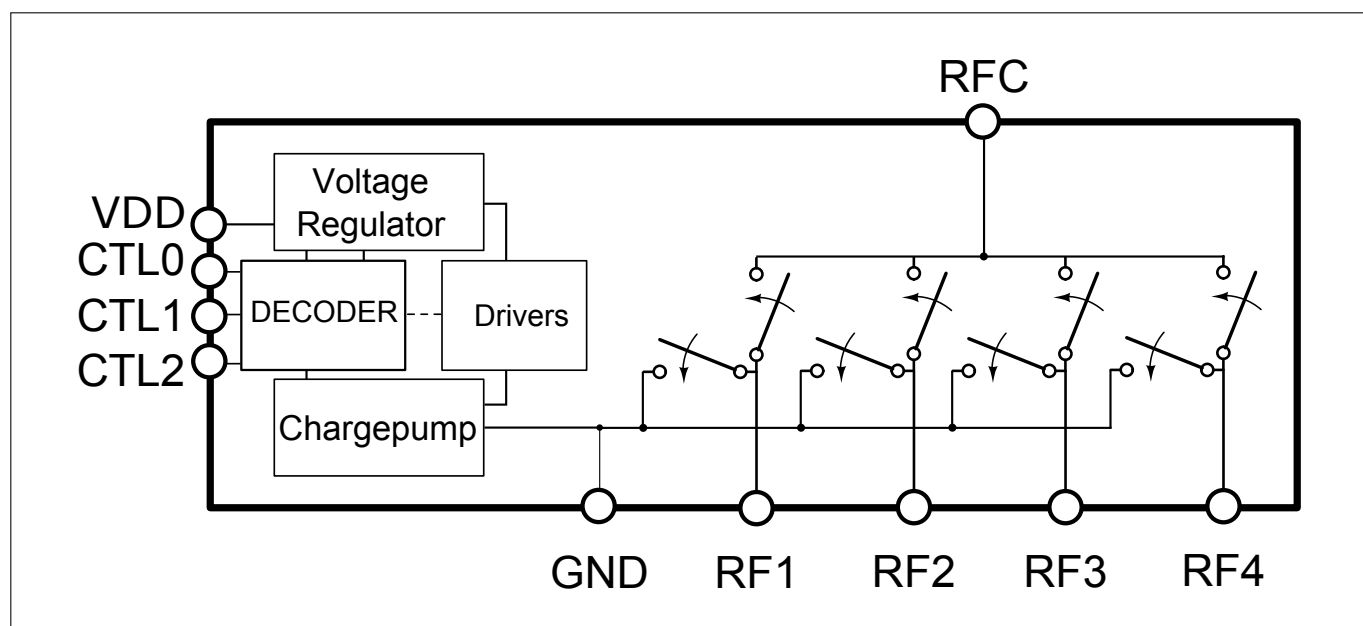 RFC
Voltage
Regulator
VDD
CTL0
CTL1
CTL2
DECODER
Drivers
Chargepump
GND
RF1
RF2
RF3
RF4